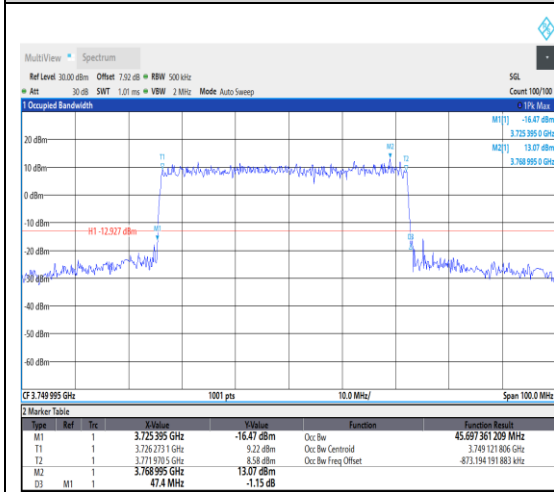 MultiView Spectrum
Ref Level 30.00 dBm Offset 7.92 dB RBW 500 kHz SGL
Att 30 dB SWT 1.01 ms VBW 2 MHz Mode Auto Sweep Count 100/100
1 Occupied Bandwidth 1Pk Max
M1[1] -16.47 dBm
3.725 395 0 GHz
M2[1] 13.07 dBm
3.768 995 0 GHz
20 dBm
M2
T1 T2
10 dBm
0 dBm
-10 dBm
H1 -12.927 dBm M1
D3
-20 dBm
-30 dBm
-40 dBm
-50 dBm
-60 dBm
CF 3.749 995 GHz 1001 pts 10.0 MHz/ Span 100.0 MHz
2 Marker Table
Type Ref Trc X-Value Y-Value Function Function Result
M1 1 3.725 395 GHz -16.47 dBm Occ Bw 45.697 361 209 MHz
T1 1 3.726 273 1 GHz 9.22 dBm Occ Bw Centroid 3.749 121 806 GHz
T2 1 3.771 970 5 GHz 8.58 dBm Occ Bw Freq Offset -873.194 191 883 kHz
M2 1 3.768 995 GHz 13.07 dBm
D3 M1 1 47.4 MHz -1.15 dB